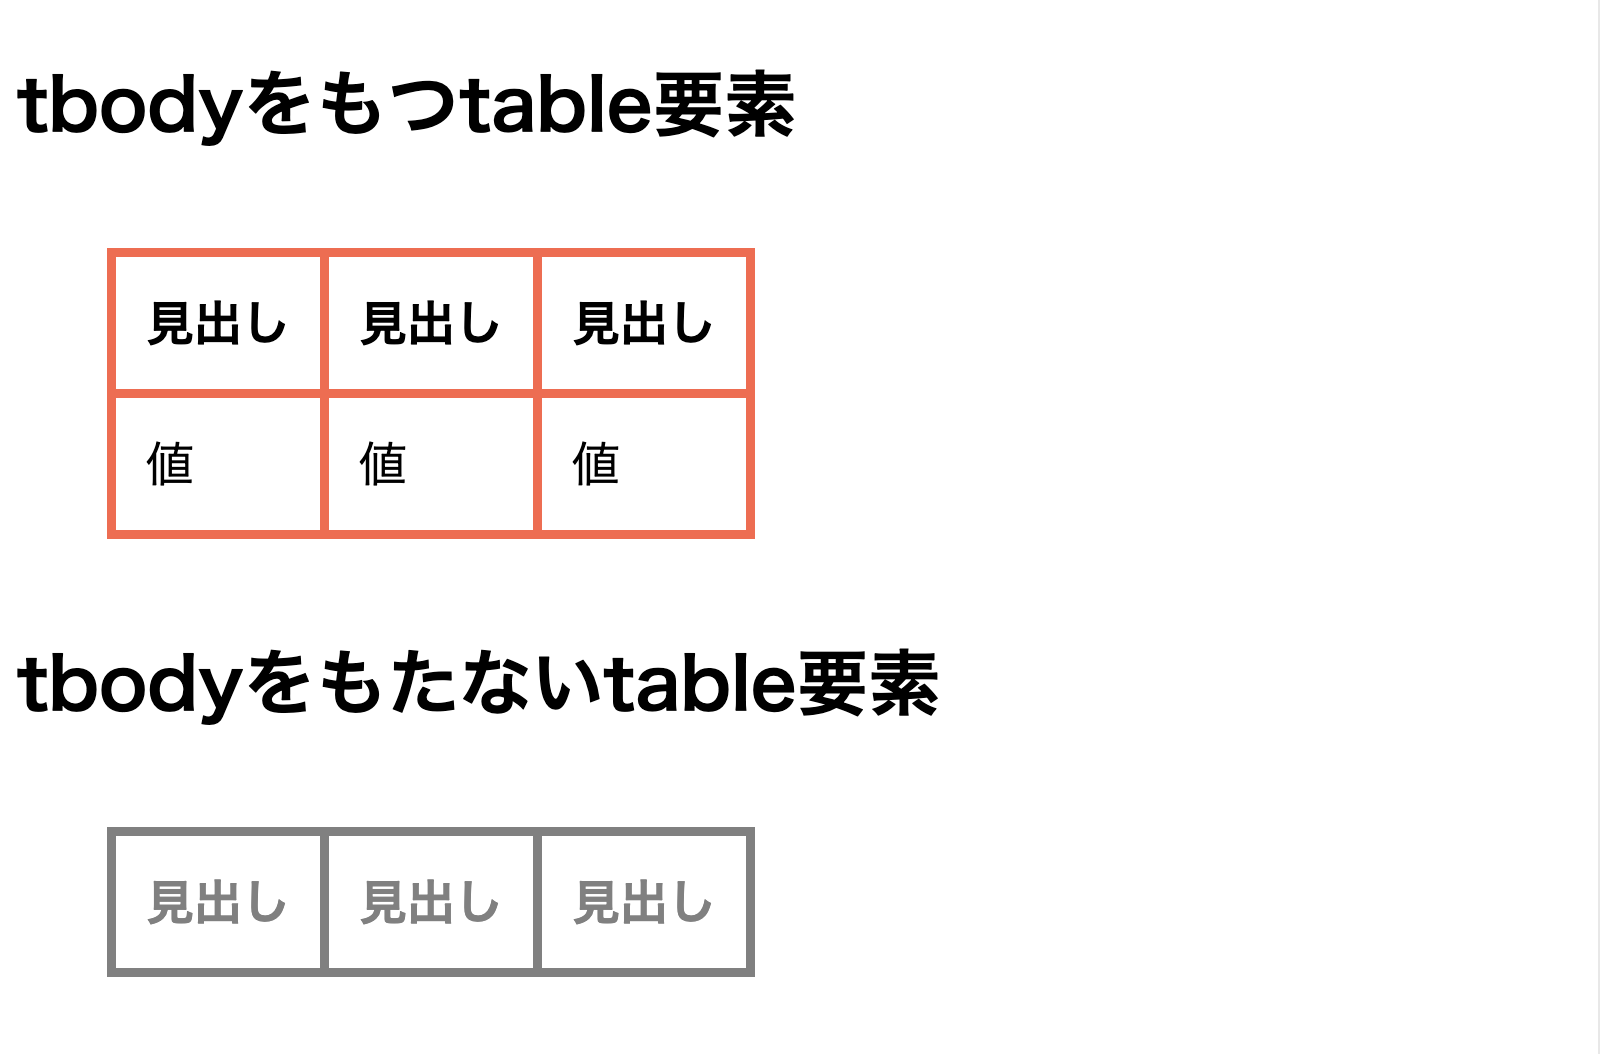 tbodyをもつtable要素
見出し 見出し 見出し
値 値 値
tbodyをもたないtable要素
見出し 見出し 見出し